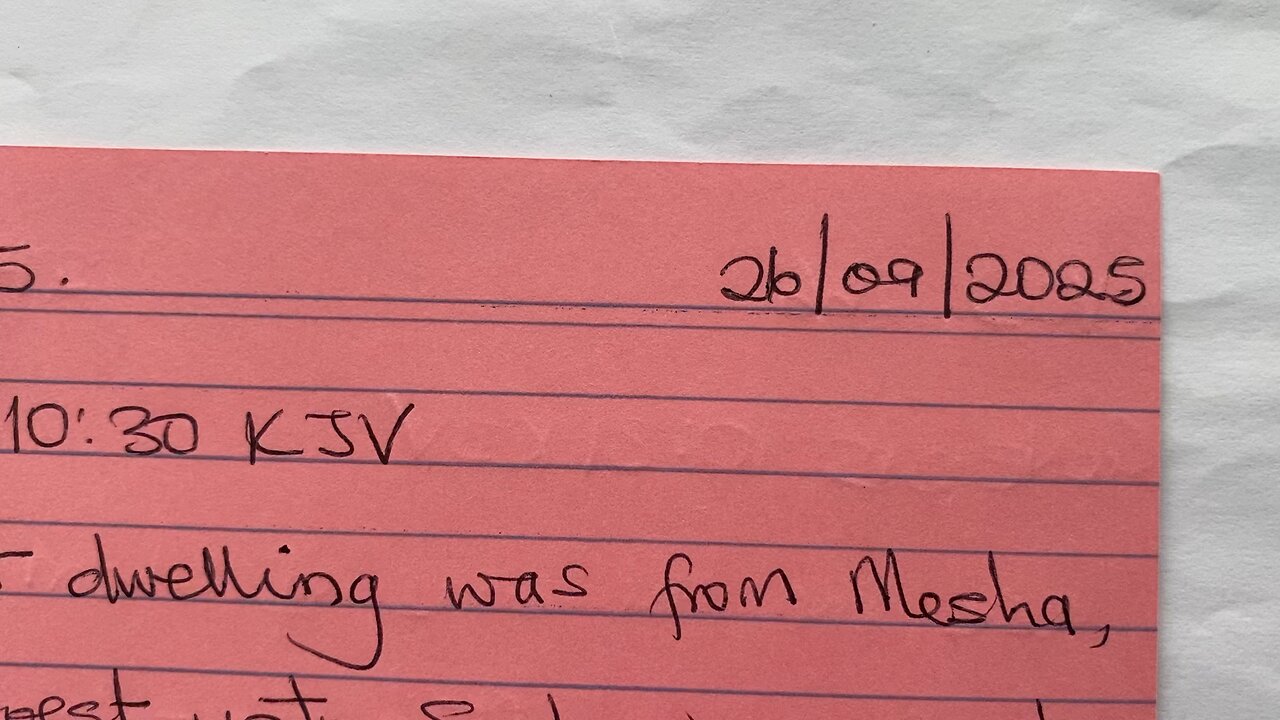 5. 26/09/2025
10:30 KJV
dwelling was from Mesha,